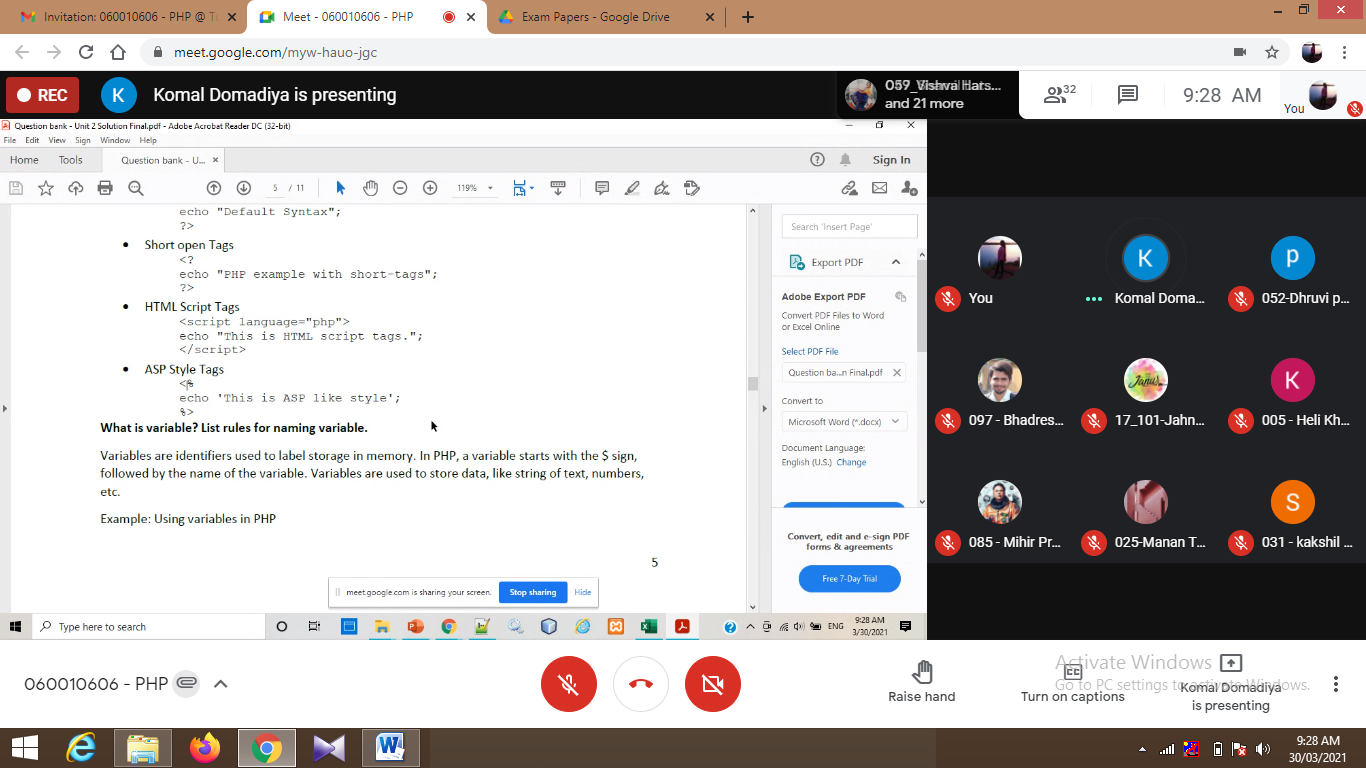 Invitation: 060010606 - PHP @ T
Meet - 060010606 - PHP
Exam Papers - Google Drive
meet.google.com/myw-hauo-jgc
REC
K
Komal Domadiya is presenting
and 21 more
32
9:28 AM
You
Question bank - Unit 2 Solution Final.pdf - Adobe Acrobat Reader DC (32-bit)
File Edit View Sign Window Help
Home Tools Question bank - U...
Sign In
5 / 11
119%
echo "Default Syntax";
?>
• Short open Tags
<?
echo "PHP example with short-tags";
?>
• HTML Script Tags
<script language="php">
echo "This is HTML script tags.";
</script>
• ASP Style Tags
<%
echo 'This is ASP like style';
%>
What is variable? List rules for naming variable.
Variables are identifiers used to label storage in memory. In PHP, a variable starts with the $ sign,
followed by the name of the variable. Variables are used to store data, like string of text, numbers,
etc.
Example: Using variables in PHP
5
Search 'Insert Page'
Export PDF
Adobe Export PDF
Convert PDF Files to Word
or Excel Online
Select PDF File
Question ba...n Final.pdf
Convert to
Microsoft Word (*.docx)
Document Language:
English (U.S.) Change
Convert, edit and e-sign PDF
forms & agreements
Free 7-Day Trial
meet.google.com is sharing your screen.
Stop sharing
Hide
Type here to search
ENG
9:28 AM
3/30/2021
K
p
You
Komal Doma...
052-Dhruvi p...
Janvi
K
097 - Bhadres...
17_101-Jahn...
005 - Heli Kh...
S
085 - Mihir Pr...
025-Manan T...
031 - kakshil ...
060010606 - PHP
Raise hand
Turn on captions
Komal Domadiya
is presenting
Activate Windows
Go to PC settings to activate Windows.
9:28 AM
30/03/2021